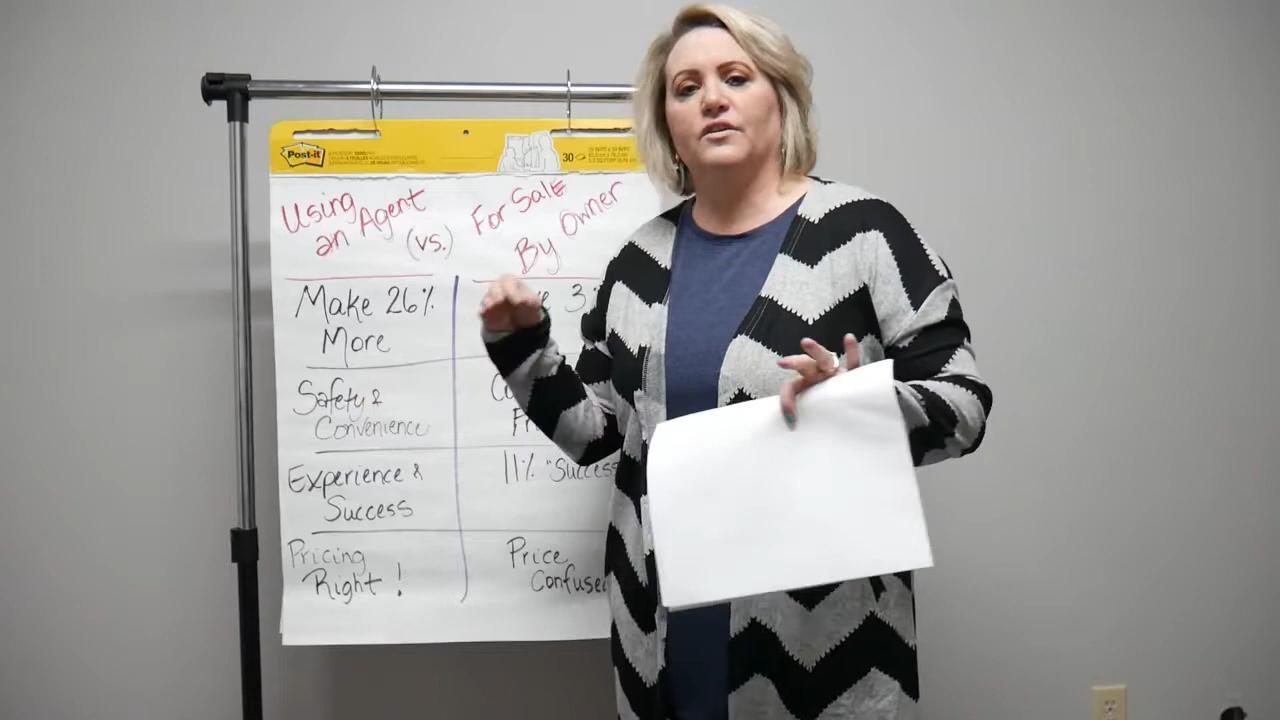 Post-it
30
Using
an Agent
(vs.)
For Sale
By Owner
Make 26%
More
Safety &
Convenience
Experience &
Success
11% "Success
Pricing
Right!
Price
Confused